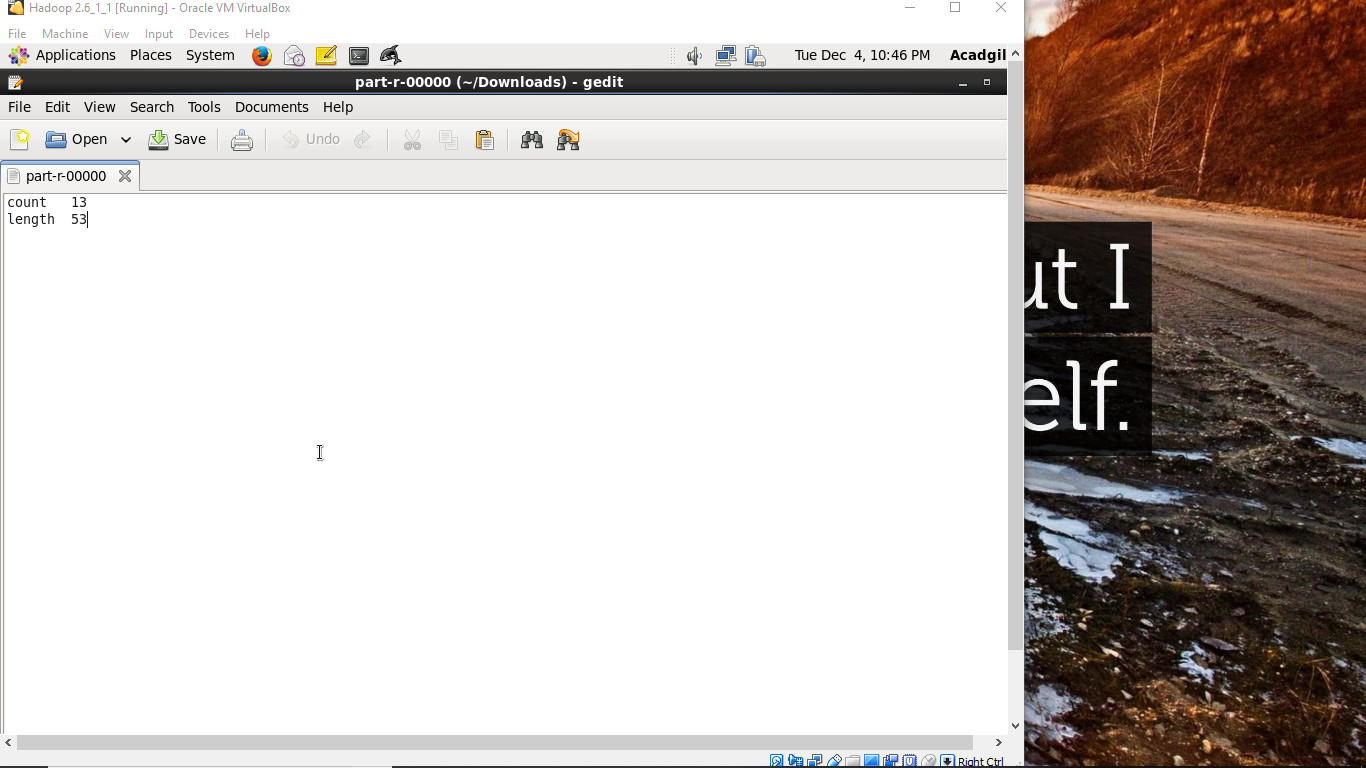 Hadoop 2.6_1_1 [Running] - Oracle VM VirtualBox
File Machine View Input Devices Help
Applications Places System Tue Dec 4, 10:46 PM Acadgil
part-r-00000 (~/Downloads) - gedit
File Edit View Search Tools Documents Help
Open Save Undo
part-r-00000
count 13
length 53
ut I
elf.
Right Ctrl